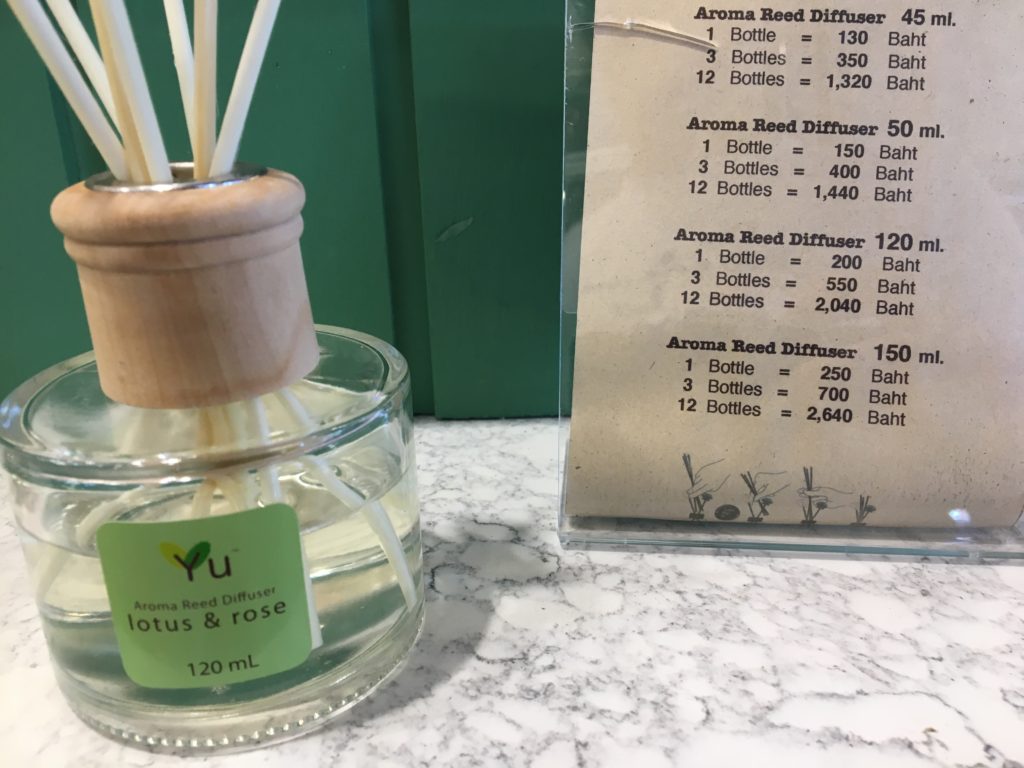 Yu
Aroma Reed Diffuser
lotus & rose
120 mL
Aroma Reed Diffuser 45 ml.
1 Bottle = 130 Baht
3 Bottles = 350 Baht
12 Bottles = 1,320 Baht
Aroma Reed Diffuser 50 ml.
1 Bottle = 150 Baht
3 Bottles = 400 Baht
12 Bottles = 1,440 Baht
Aroma Reed Diffuser 120 ml.
1 Bottle = 200 Baht
3 Bottles = 550 Baht
12 Bottles = 2,040 Baht
Aroma Reed Diffuser 150 ml.
1 Bottle = 250 Baht
3 Bottles = 700 Baht
12 Bottles = 2,640 Baht